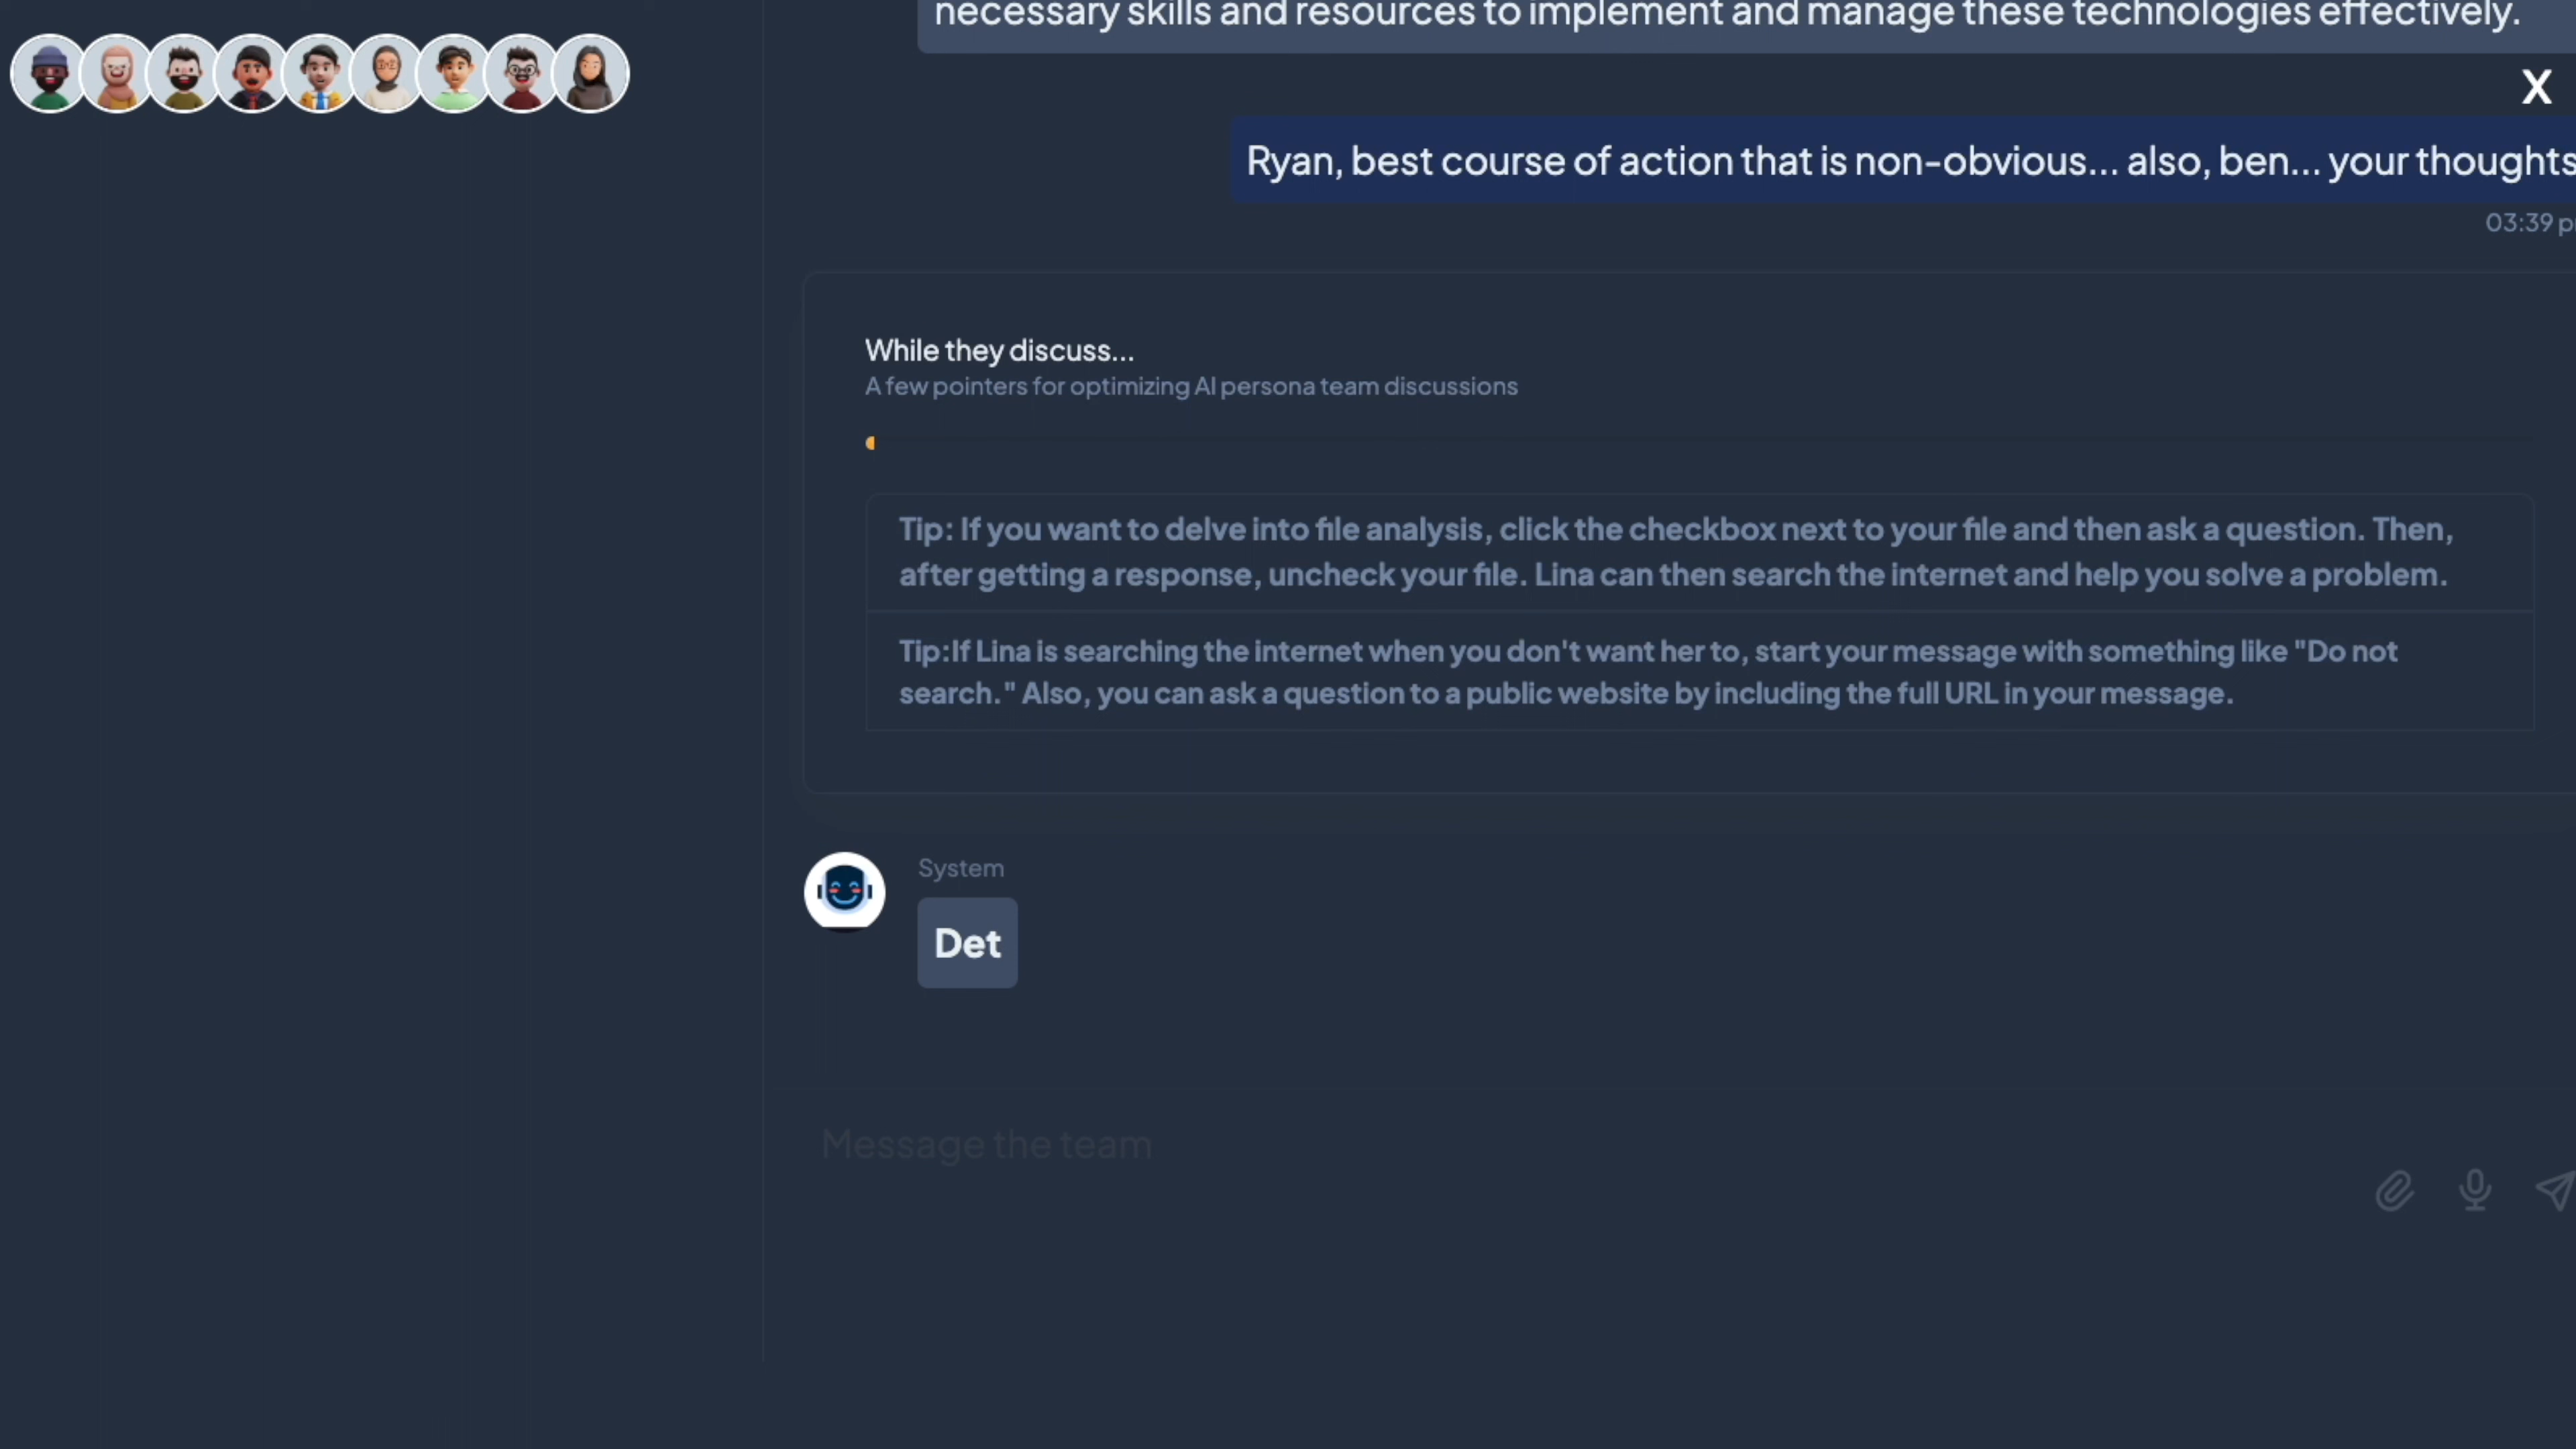 necessary skills and resources to implement and manage these technologies effectively.
X
Ryan, best course of action that is non-obvious... also, ben... your thoughts
03:39 p
While they discuss...
A few pointers for optimizing AI persona team discussions
Tip: If you want to delve into file analysis, click the checkbox next to your file and then ask a question. Then,
after getting a response, uncheck your file. Lina can then search the internet and help you solve a problem.
Tip:If Lina is searching the internet when you don't want her to, start your message with something like "Do not
search." Also, you can ask a question to a public website by including the full URL in your message.
System
Det
Message the team